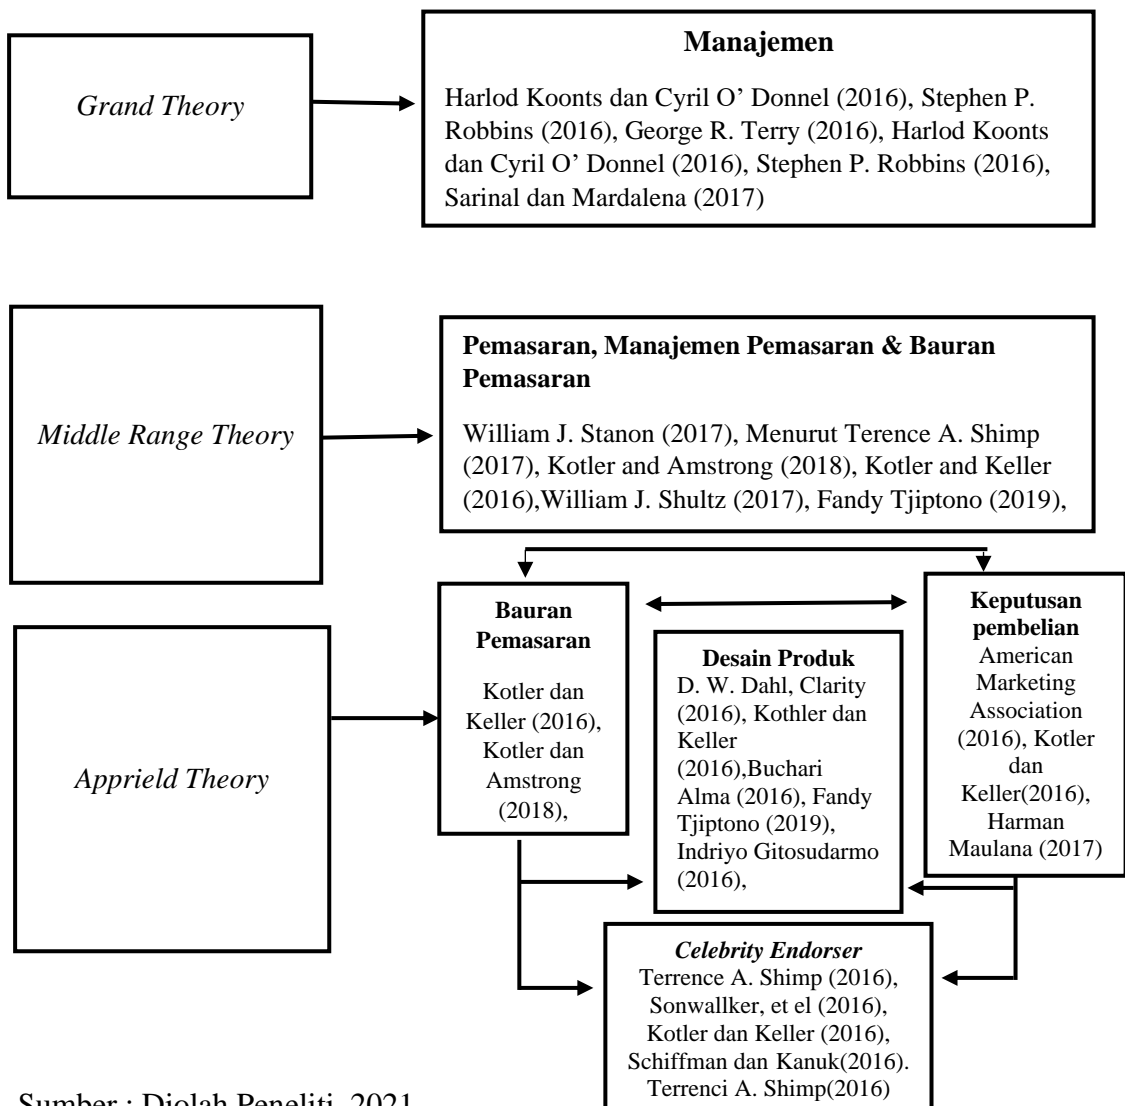 Grand Theory
Manajemen
Harlod Koonts dan Cyril O’ Donnel (2016), Stephen P.
Robbins (2016), George R. Terry (2016), Harlod Koonts
dan Cyril O’ Donnel (2016), Stephen P. Robbins (2016),
Sarinal dan Mardalena (2017)
Middle Range Theory
Pemasaran, Manajemen Pemasaran & Bauran
Pemasaran
William J. Stanon (2017), Menurut Terence A. Shimp
(2017), Kotler and Amstrong (2018), Kotler and Keller
(2016),William J. Shultz (2017), Fandy Tjiptono (2019),
Apprield Theory
Bauran
Pemasaran
Kotler dan
Keller (2016),
Kotler dan
Amstrong
(2018),
Desain Produk
D. W. Dahl, Clarity
(2016), Kothler dan
Keller
(2016),Buchari
Alma (2016), Fandy
Tjiptono (2019),
Indriyo Gitosudarmo
(2016),
Keputusan
pembelian
American
Marketing
Association
(2016), Kotler
dan
Keller(2016),
Harman
Maulana (2017)
Celebrity Endorser
Terrence A. Shimp (2016),
Sonwallker, et el (2016),
Kotler dan Keller (2016),
Schiffman dan Kanuk(2016).
Terrenci A. Shimp(2016)
Sumber : Diolah Peneliti, 2021